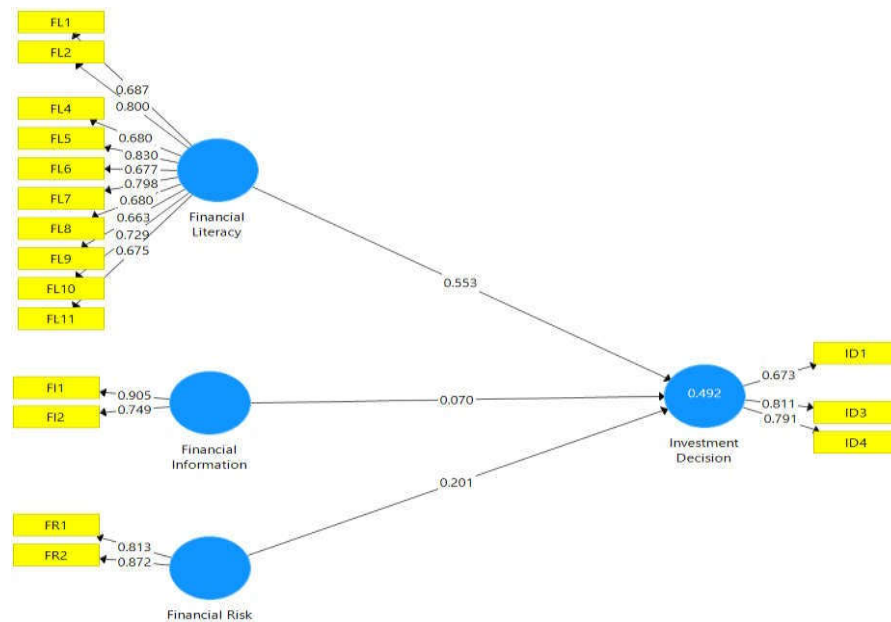 FL1
FL2
FL4
FL5
FL6
FL7
FL8
FL9
FL10
FL11
0.687
0.800
0.680
0.830
0.677
0.798
0.680
0.663
0.729
0.675
Financial
Literacy
0.553
FI1
FI2
0.905
0.749
Financial
Information
0.070
FR1
FR2
0.813
0.872
Financial Risk
0.201
0.492
Investment
Decision
0.673
0.811
0.791
ID1
ID3
ID4